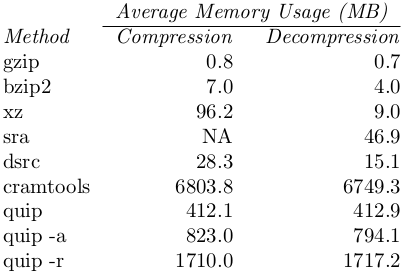 Average Memory Usage (MB)
Method Compression Decompression
gzip 0.8 0.7
bzip2 7.0 4.0
xz 96.2 9.0
sra NA 46.9
dsrc 28.3 15.1
cramtools 6803.8 6749.3
quip 412.1 412.9
quip -a 823.0 794.1
quip -r 1710.0 1717.2